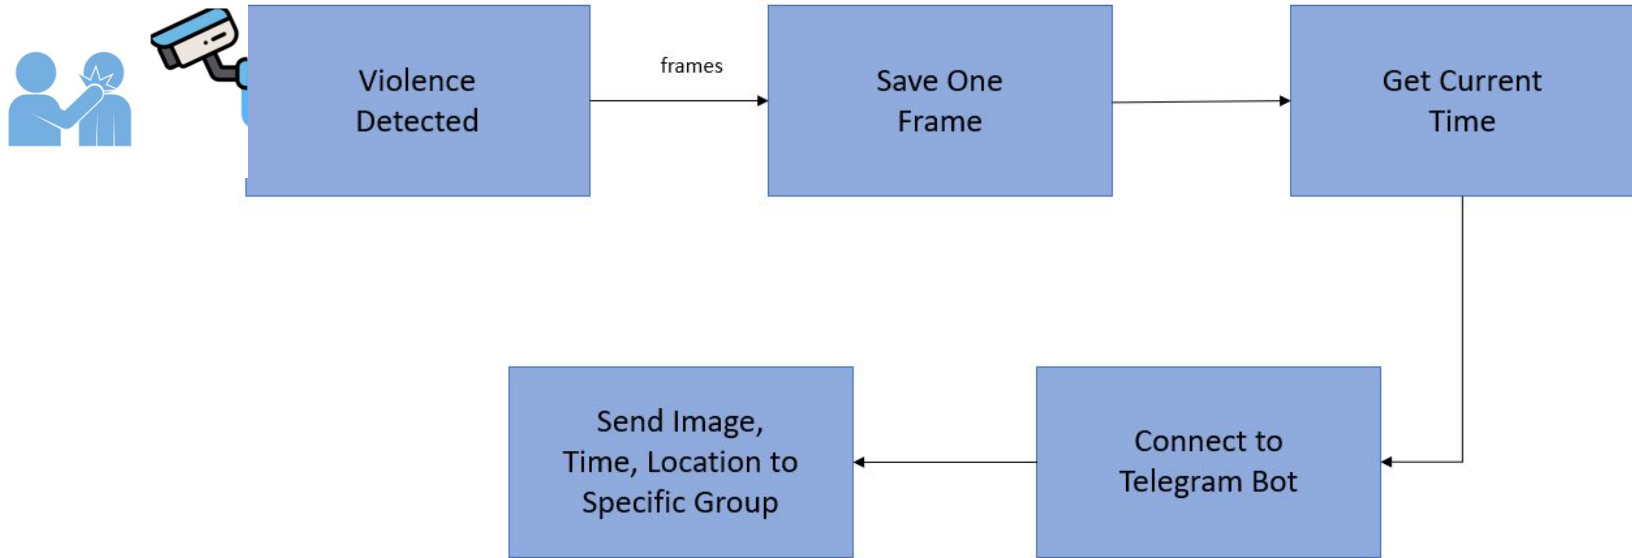 Violence
Detected
frames
Save One
Frame
Get Current
Time
Connect to
Telegram Bot
Send Image,
Time, Location to
Specific Group